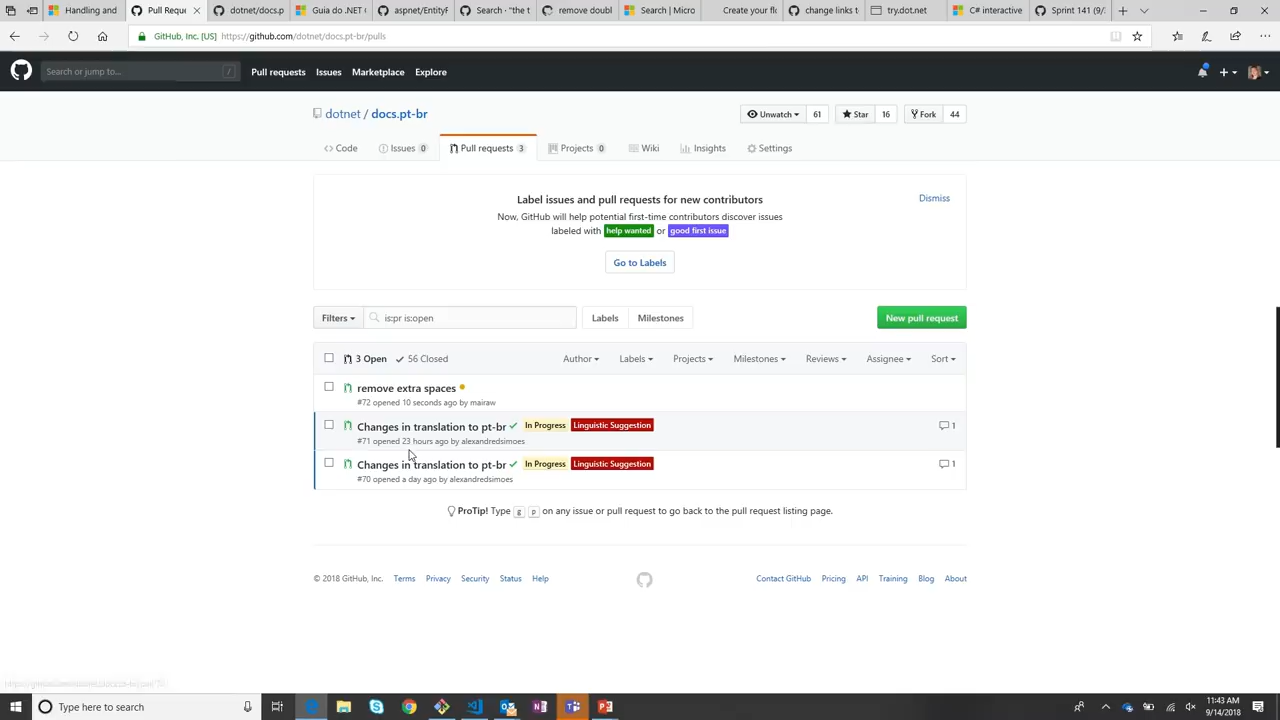 Handling and
Pull Requ
dotnet/docs.p
Guia do .NET
aspnet/EntityF
Search · "the t
remove doubl
Search | Micro
Create your fl
change links t
try.dot.net
C# interactive
Sprint 141 (9/
GitHub, Inc. [US] https://github.com/dotnet/docs.pt-br/pulls
Search or jump to...
/
Pull requests
Issues
Marketplace
Explore
dotnet / docs.pt-br
Unwatch 61
Star 16
Fork 44
Code
Issues 0
Pull requests 3
Projects 0
Wiki
Insights
Settings
Label issues and pull requests for new contributors
Dismiss
Now, GitHub will help potential first-time contributors discover issues
labeled with help wanted or good first issue
Go to Labels
Filters
is:pr is:open
Labels
Milestones
New pull request
3 Open
56 Closed
Author
Labels
Projects
Milestones
Reviews
Assignee
Sort
remove extra spaces
#72 opened 10 seconds ago by mairaw
Changes in translation to pt-br In Progress Linguistic Suggestion 1
#71 opened 23 hours ago by alexandredsimoes
Changes in translation to pt-br In Progress Linguistic Suggestion 1
#70 opened a day ago by alexandredsimoes
ProTip! Type g p on any issue or pull request to go back to the pull request listing page.
© 2018 GitHub, Inc. Terms Privacy Security Status Help
Contact GitHub Pricing API Training Blog About
Type here to search
11:43 AM
9/14/2018